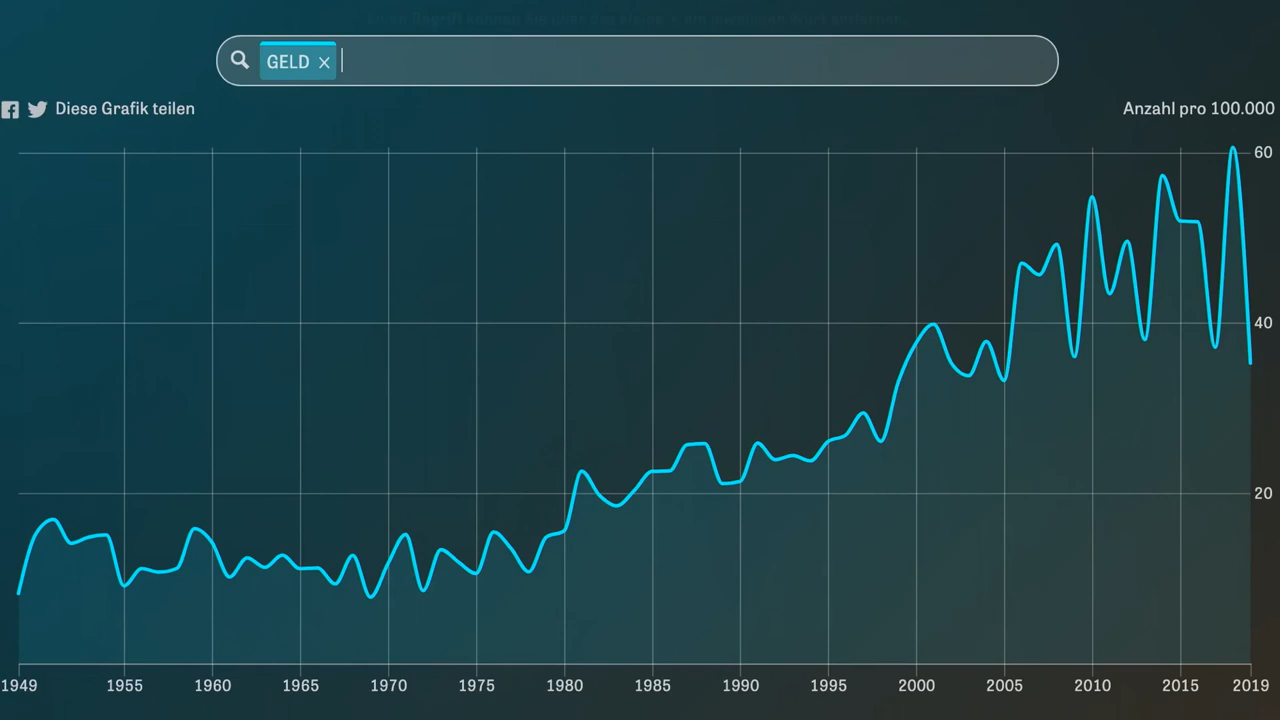 GELD ×
Diese Grafik teilen
Anzahl pro 100.000
60
40
20
1949 1955 1960 1965 1970 1975 1980 1985 1990 1995 2000 2005 2010 2015 2019